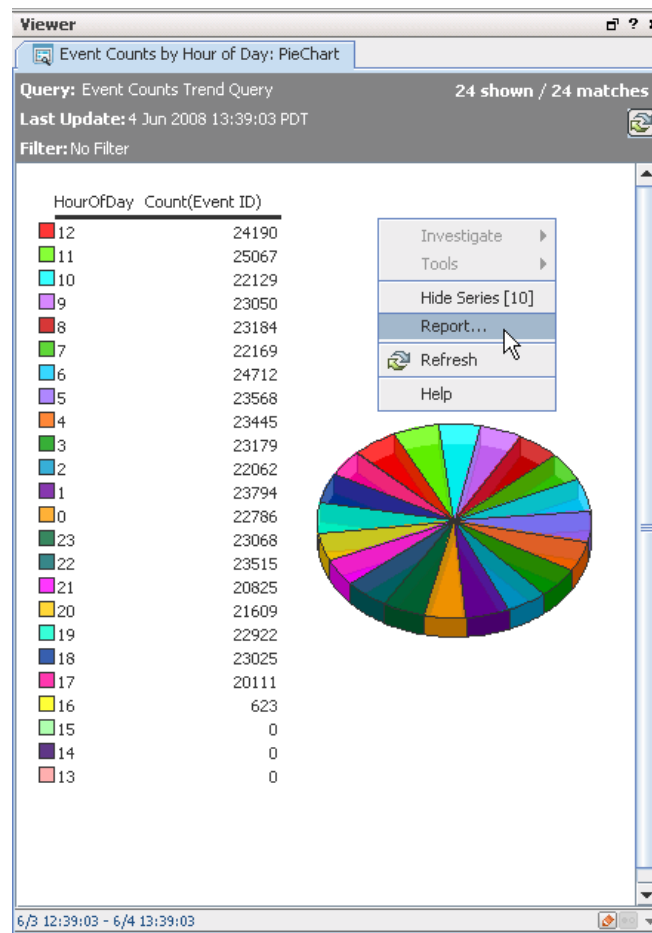 Viewer
Event Counts by Hour of Day: PieChart
Query: Event Counts Trend Query 24 shown / 24 matches
Last Update: 4 Jun 2008 13:39:03 PDT
Filter: No Filter
HourOfDay Count(Event ID)
12 24190
11 25067
10 22129
9 23050
8 23184
7 22169
6 24712
5 23568
4 23445
3 23179
2 22062
1 23794
0 22786
23 23068
22 23515
21 20825
20 21609
19 22922
18 23025
17 20111
16 623
15 0
14 0
13 0
Investigate
Tools
Hide Series [10]
Report...
Refresh
Help
6/3 12:39:03 - 6/4 13:39:03